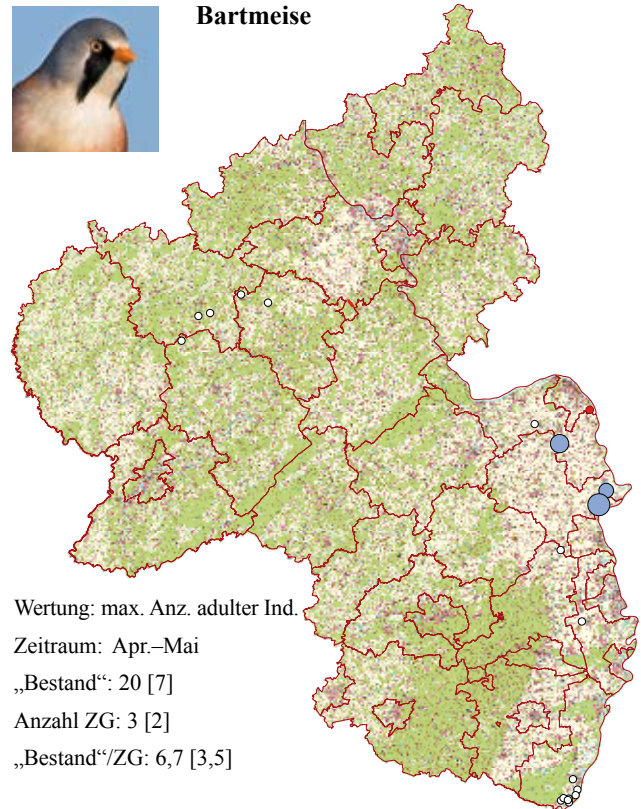 Bartmeise
Wertung: max. Anz. adulter Ind.
Zeitraum: Apr.–Mai
„Bestand“: 20 [7]
Anzahl ZG: 3 [2]
„Bestand“/ZG: 6,7 [3,5]